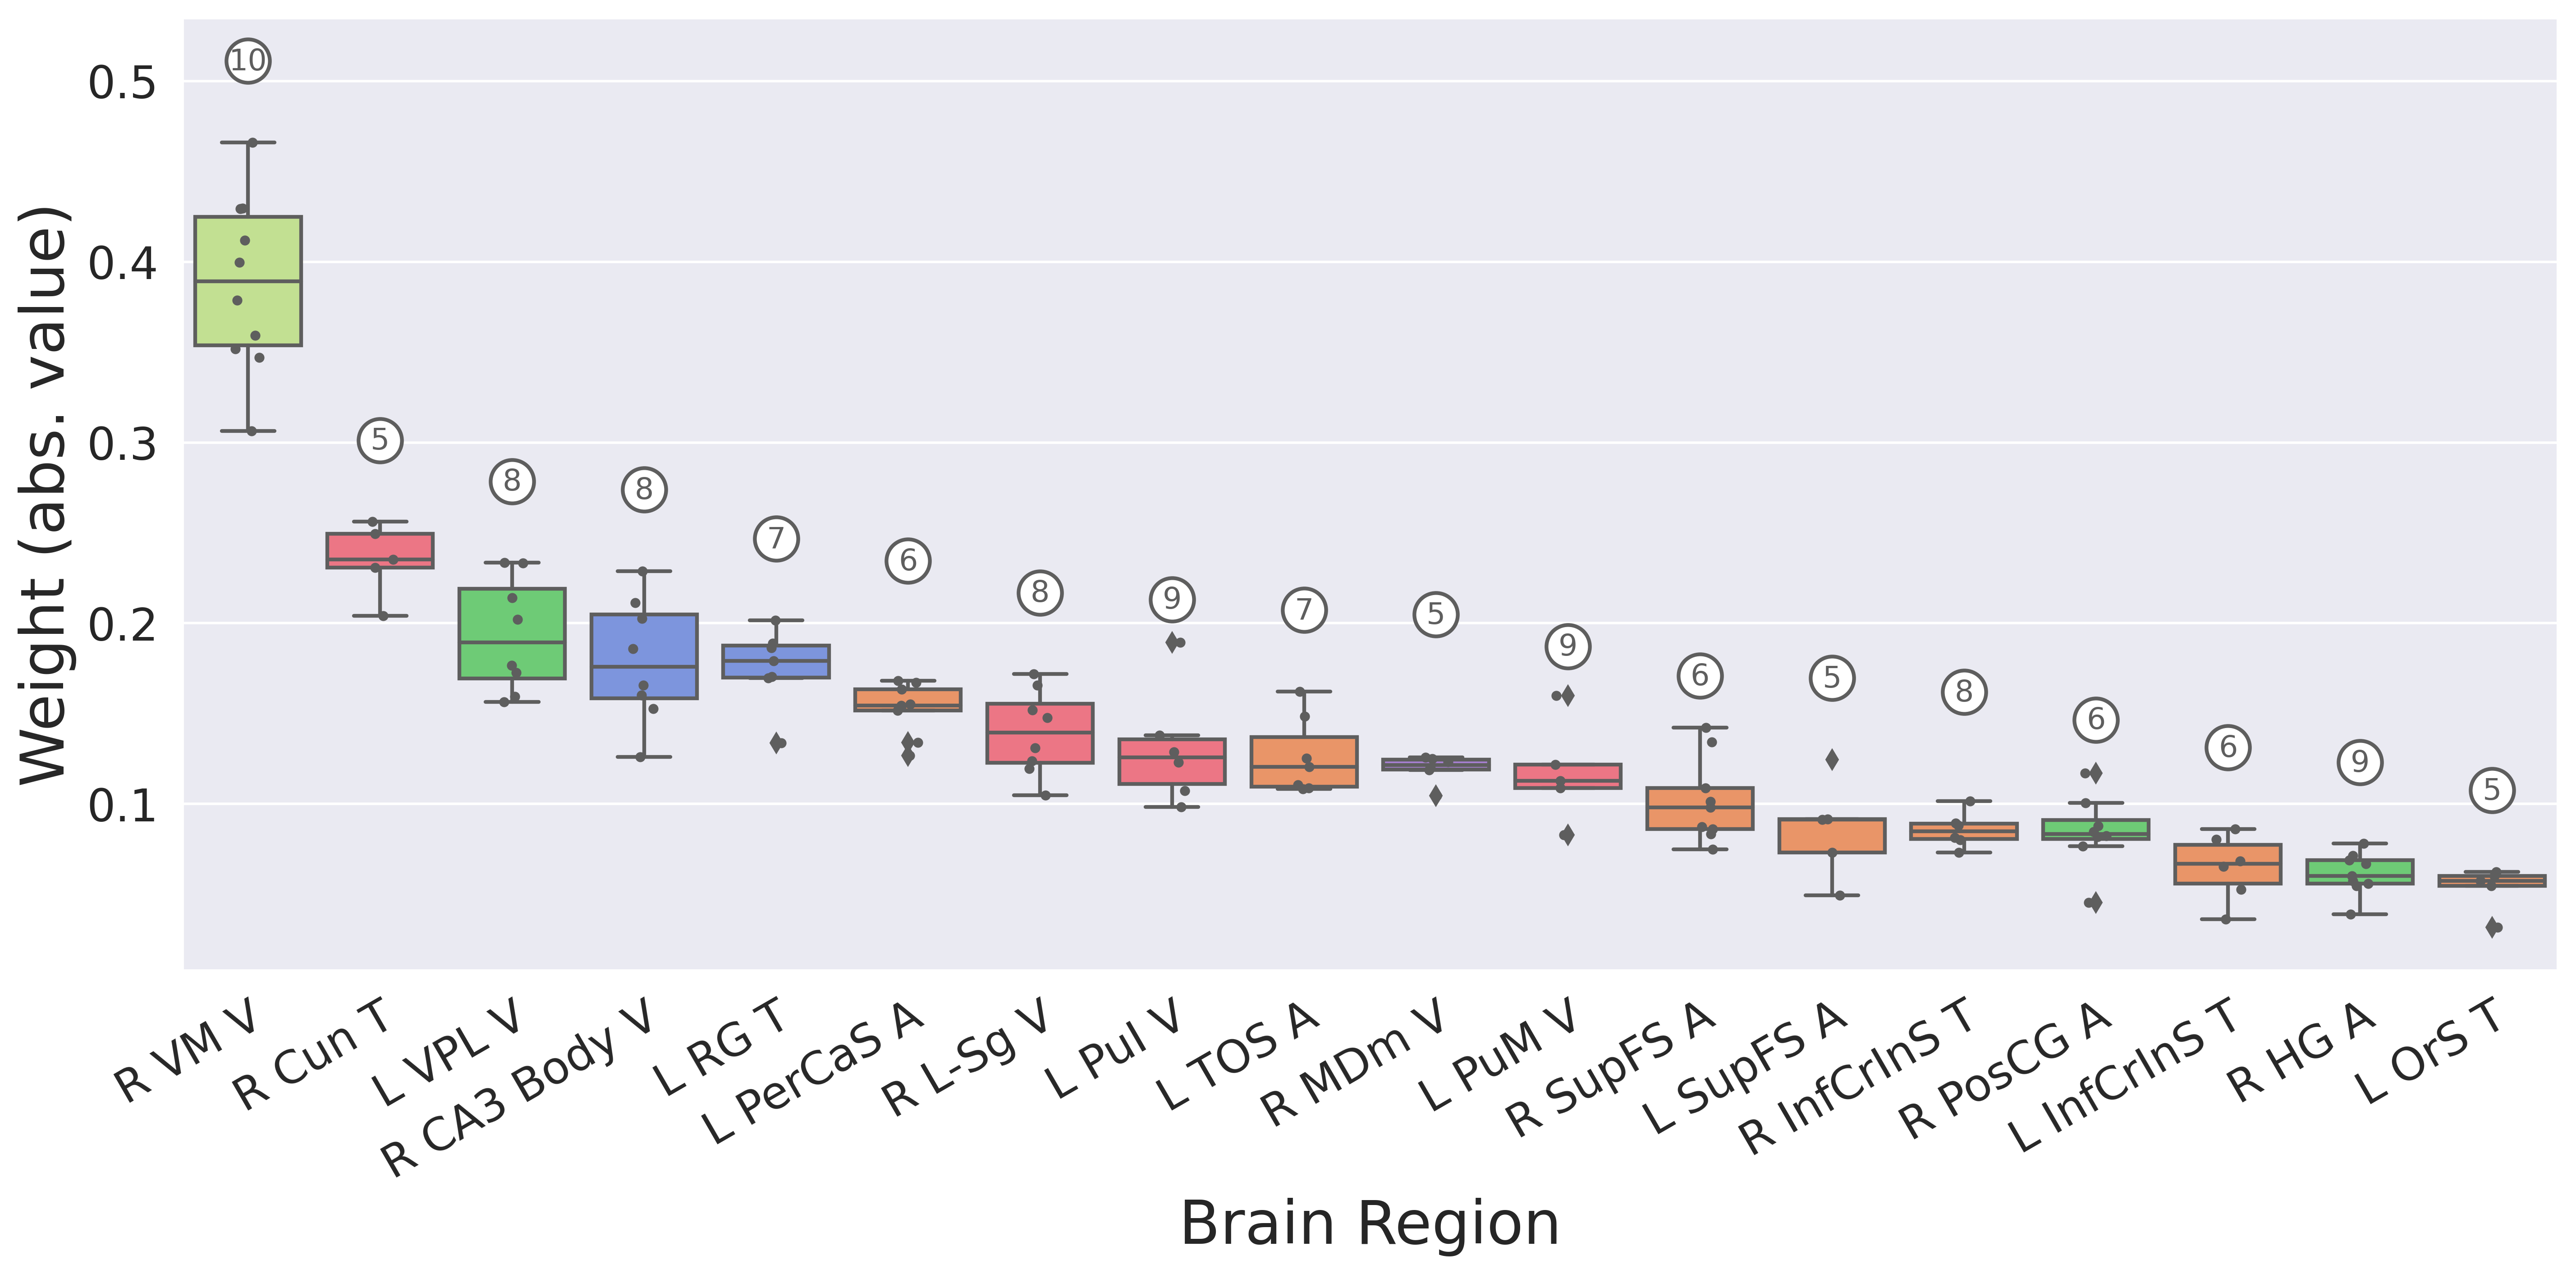 Weight (abs. value)
0.5
0.4
0.3
0.2
0.1
10
5
8
8
7
6
8
9
7
5
9
6
5
8
6
6
9
5
R VM V
R Cun T
L VPL V
R CA3 Body V
L RG T
L PerCaS A
R L-Sg V
L Pul V
L TOS A
R MDm V
L PuM V
R SupFS A
L SupFS A
R InfCrInS T
R PosCG A
L InfCrInS T
R HG A
L OrS T
Brain Region